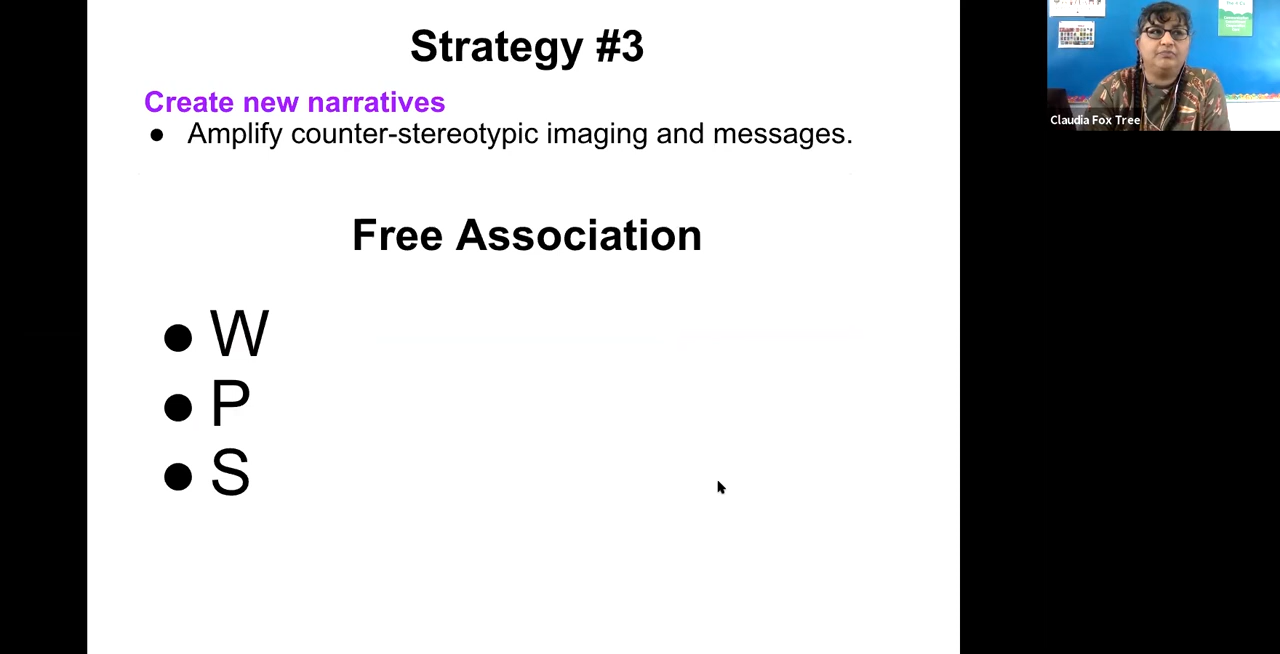 Strategy #3
Create new narratives
● Amplify counter-stereotypic imaging and messages.
Free Association
● W
● P
● S
Claudia Fox Tree